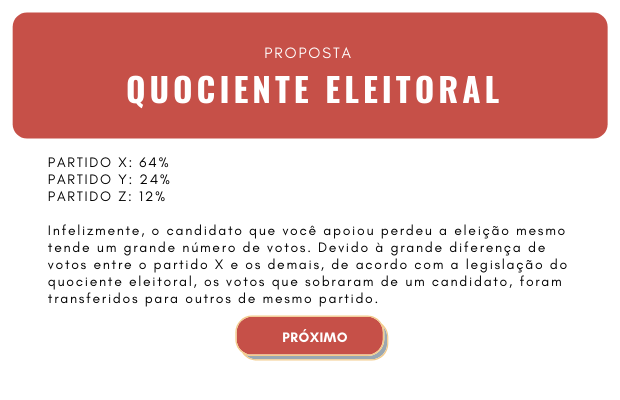 PROPOSTA
QUOCIENTE ELEITORAL
PARTIDO X: 64%
PARTIDO Y: 24%
PARTIDO Z: 12%
Infelizmente, o candidato que você apoiou perdeu a eleição mesmo
tende um grande número de votos. Devido à grande diferença de
votos entre o partido X e os demais, de acordo com a legislação do
quociente eleitoral, os votos que sobraram de um candidato, foram
transferidos para outros de mesmo partido.
PRÓXIMO